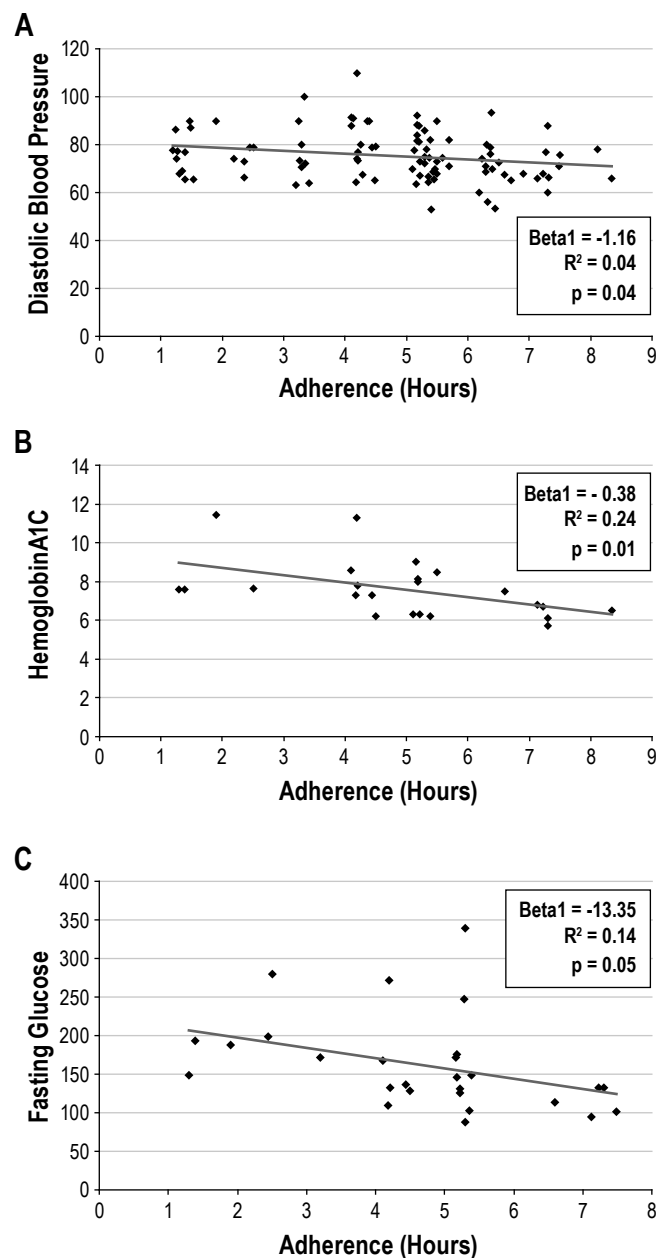 A
Diastolic Blood Pressure
120
100
80
60
40
20
0
Beta1 = -1.16
R² = 0.04
p = 0.04
0 1 2 3 4 5 6 7 8 9
Adherence (Hours)
B
HemoglobinA1C
14
12
10
8
6
4
2
0
Beta1 = - 0.38
R² = 0.24
p = 0.01
0 1 2 3 4 5 6 7 8 9
Adherence (Hours)
C
Fasting Glucose
400
350
300
250
200
150
100
50
0
Beta1 = -13.35
R² = 0.14
p = 0.05
0 1 2 3 4 5 6 7 8
Adherence (Hours)